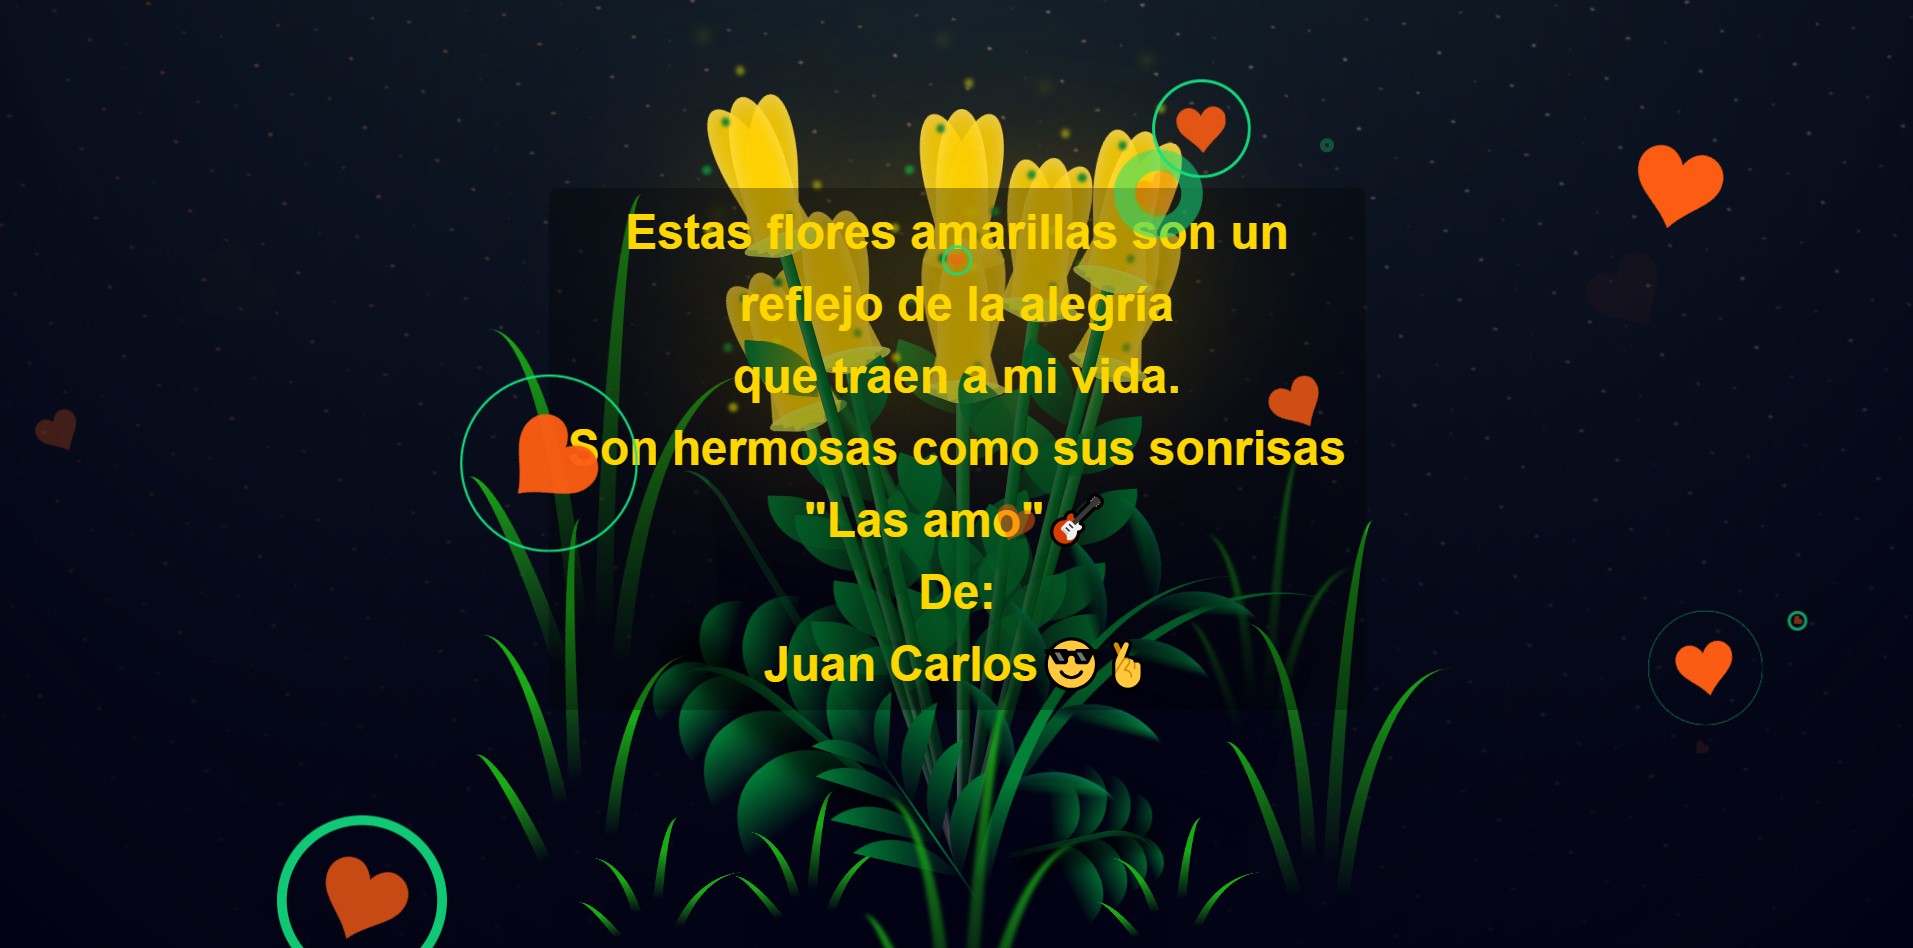 Estas flores amarillas son un
reflejo de la alegría
que traen a mi vida.
Son hermosas como sus sonrisas
"Las amo" 🎸
De:
Juan Carlos😎🫰